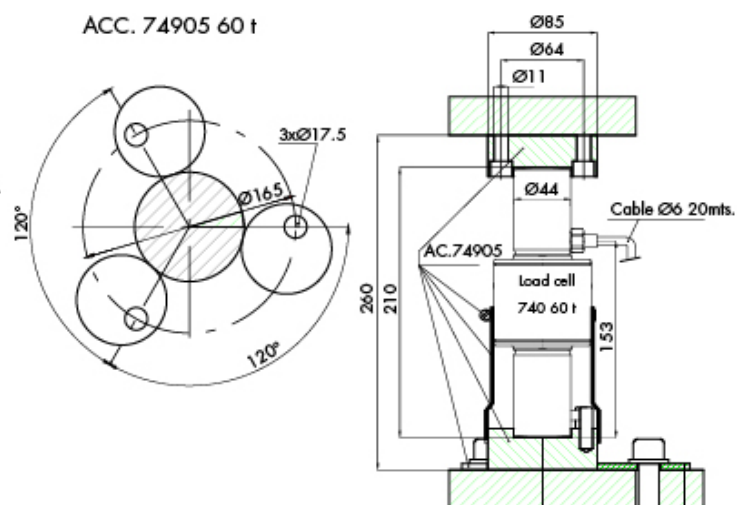 ACC. 74905 60 t
Ø85
Ø64
Ø11
3xØ17.5
Ø165
Ø44
Cable Ø6 20mts.
120°
AC.74905
Load cell
740 60 t
260
210
153
120°